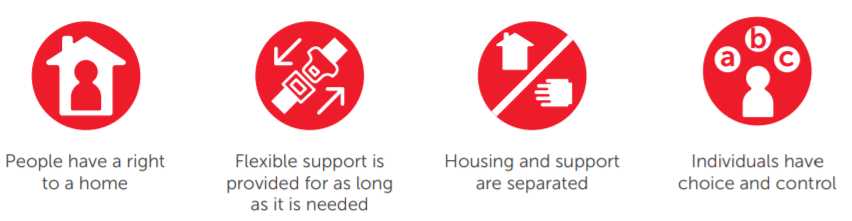 a b c
People have a right
to a home
Flexible support is
provided for as long
as it is needed
Housing and support
are separated
Individuals have
choice and control